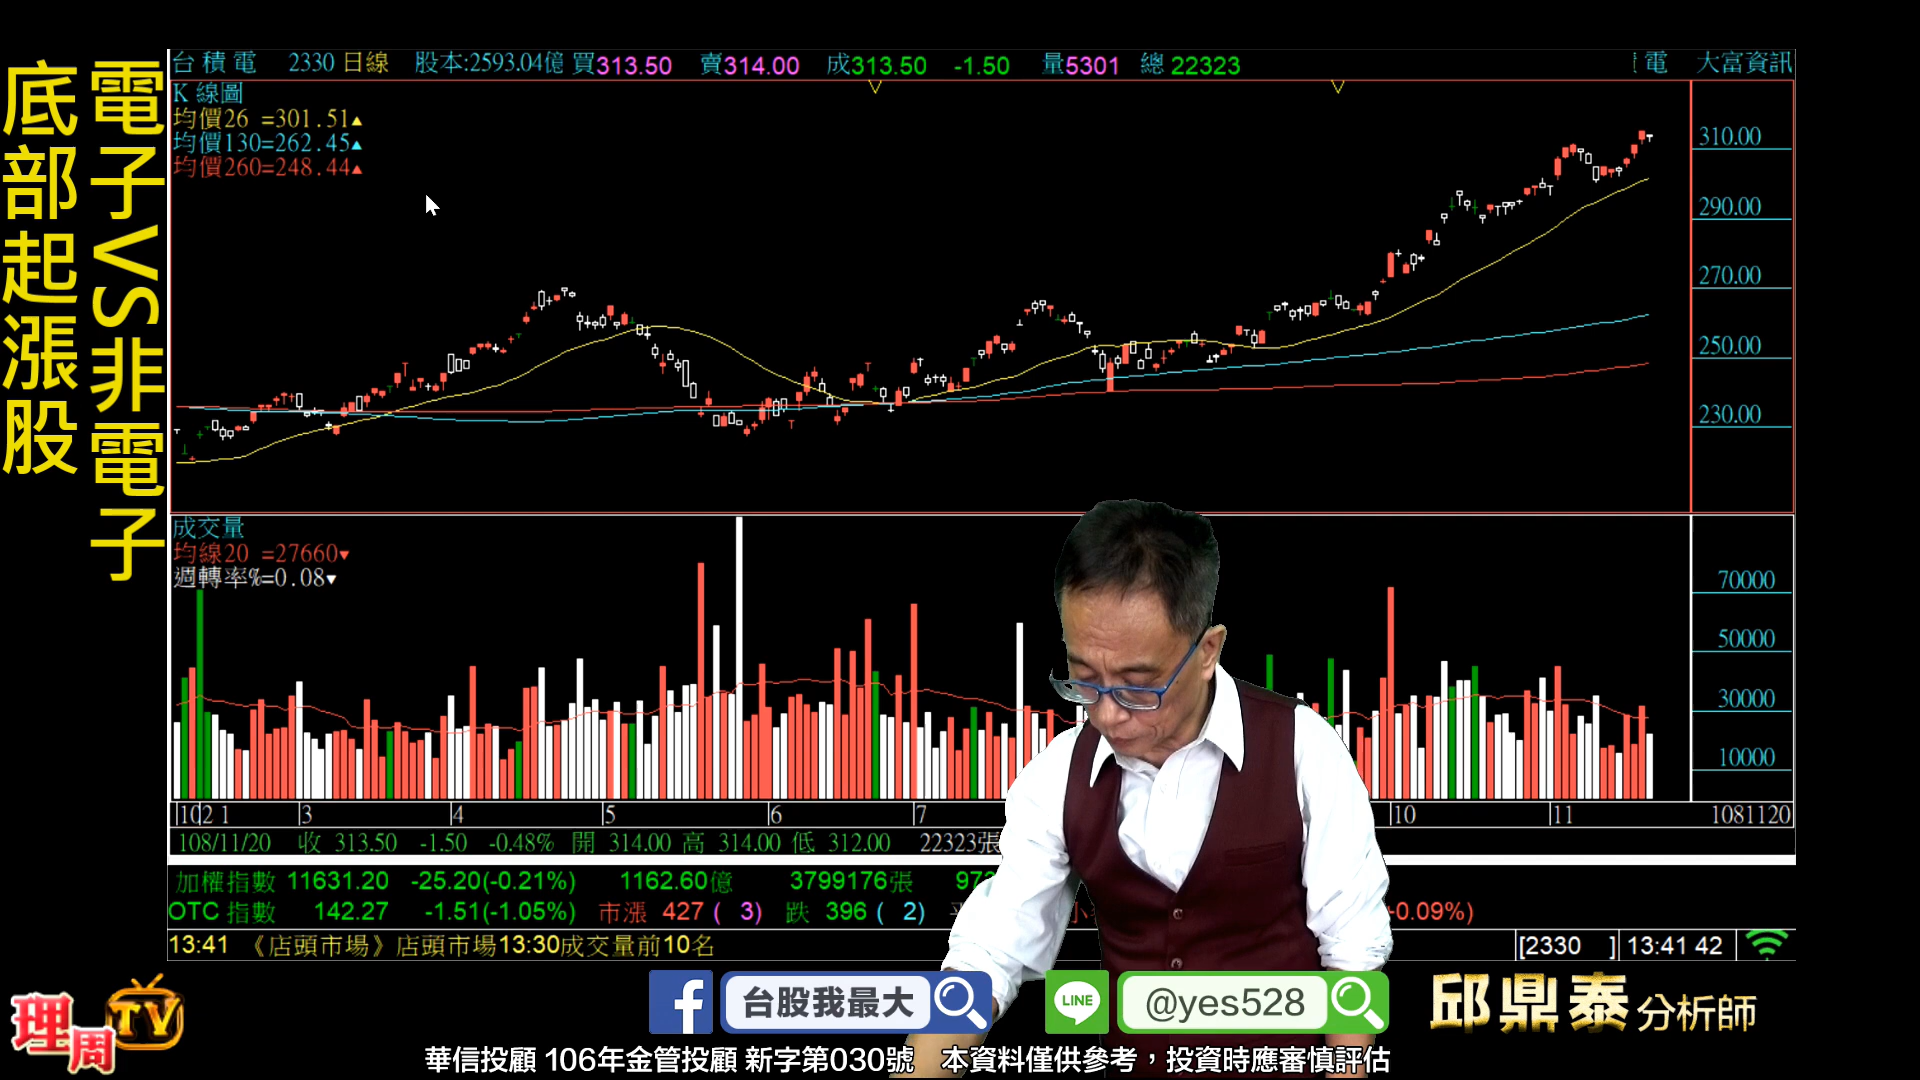 電子VS非電子
底部起漲股
台積電 2330 日線 股本:2593.04億 買313.50 賣314.00 成313.50 -1.50 量5301 總 22323 電 大富資訊
K 線圖
均價26 =301.51▲
均價130=262.45▲
均價260=248.44▲
310.00
290.00
270.00
250.00
230.00
成交量
均線20 =27660▼
週轉率%=0.08▼
70000
50000
30000
10000
102 1 3 4 5 6 7 10 11 1081120
108/11/20 收 313.50 -1.50 -0.48% 開 314.00 高 314.00 低 312.00 22323張
加權指數 11631.20 -25.20(-0.21%) 1162.60億 3799176張
OTC 指數 142.27 -1.51(-1.05%) 市漲 427 ( 3) 跌 396 ( 2) -0.09%)
13:41 《店頭市場》店頭市場13:30成交量前10名 [2330 ] 13:41 42
理周TV
f 台股我最大
LINE @yes528
邱鼎泰 分析師
華信投顧 106年金管投顧 新字第030號 本資料僅供參考，投資時應審慎評估